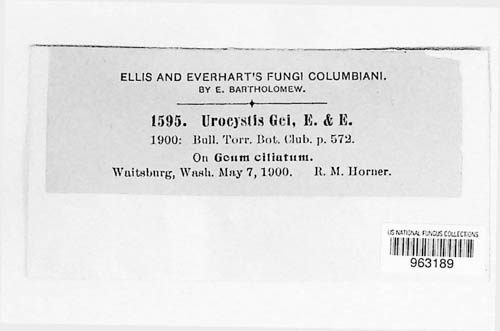 ELLIS AND EVERHART'S FUNGI COLUMBIANI.
BY E. BARTHOLOMEW.
1595. Urocystis Gei, E. & E.
1900: Bull. Torr. Bot. Club. p. 572.
On Geum ciliatum.
Waitsburg, Wash. May 7, 1900. R. M. Horner.
US NATIONAL FUNGUS COLLECTIONS
963189